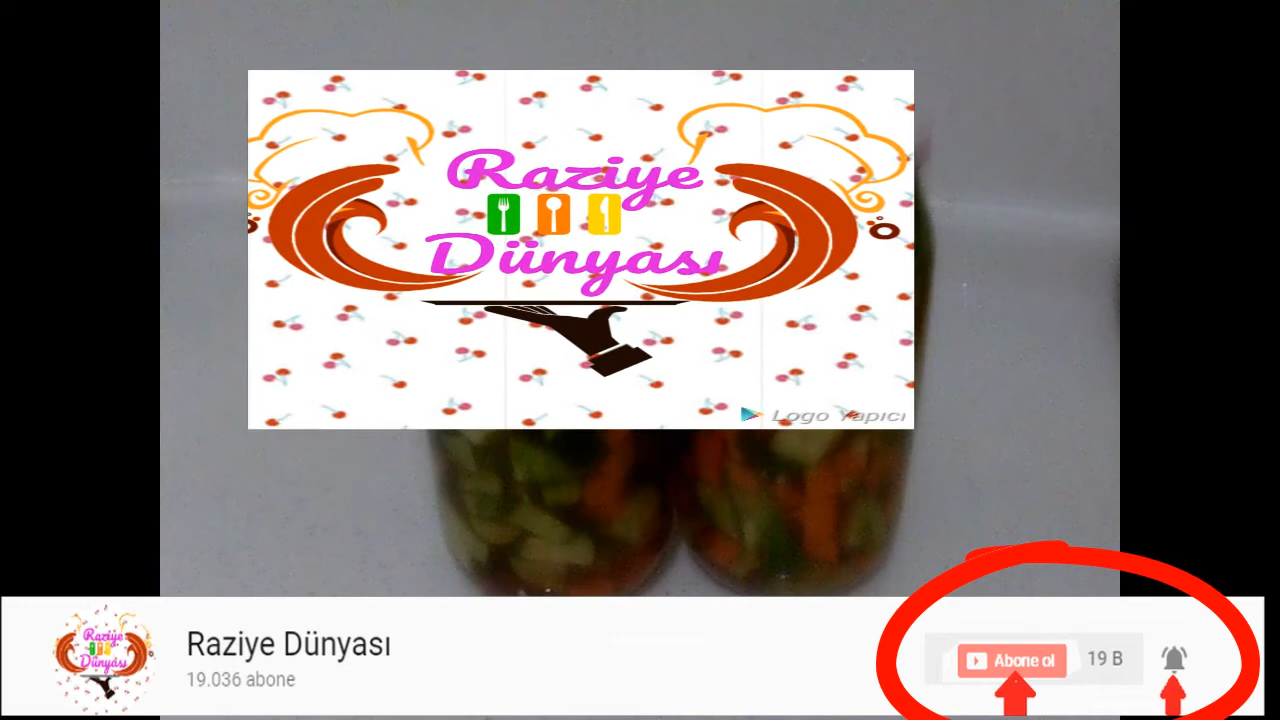 Raziye
Dünyası
Logo Yapıcı
Raziye
Dünyası
Raziye Dünyası
19.036 abone
Abone ol
19 B